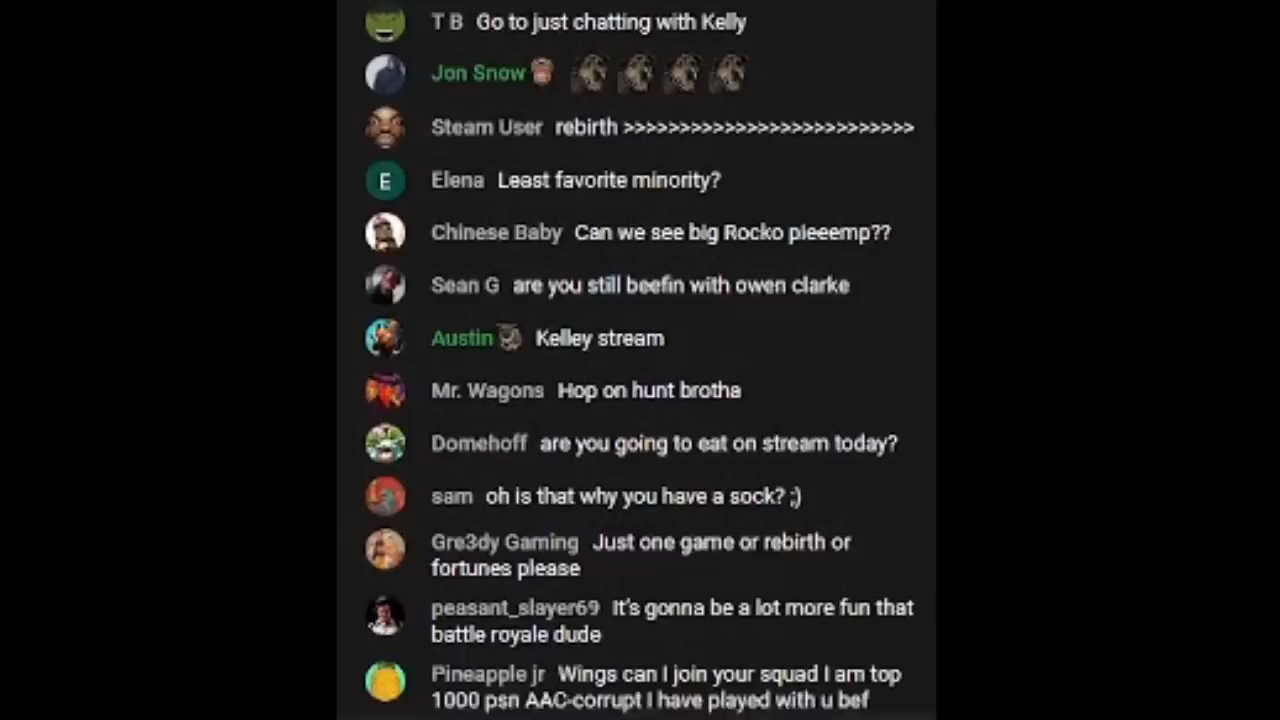 T B Go to just chatting with Kelly
Jon Snow
Steam User rebirth >>>>>>>>>>>>>>>>>>>>>>>>>>
E Elena Least favorite minority?
Chinese Baby Can we see big Rocko pleeemp??
Sean G are you still beefin with owen clarke
Austin Kelley stream
Mr. Wagons Hop on hunt brotha
Domehoff are you going to eat on stream today?
sam oh is that why you have a sock? ;)
Gre3dy Gaming Just one game or rebirth or
fortunes please
peasant_slayer69 It's gonna be a lot more fun that
battle royale dude
Pineapple jr Wings can I join your squad I am top
1000 psn AAC-corrupt I have played with u bef